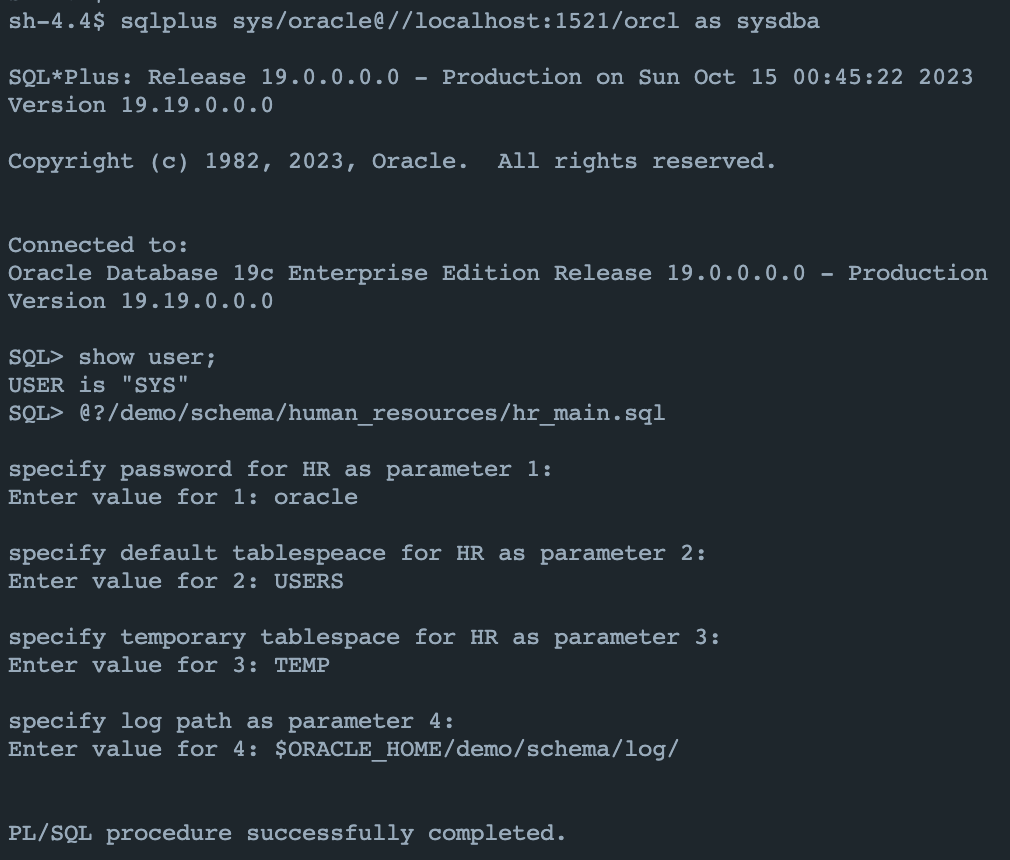 sh-4.4$ sqlplus sys/oracle@//localhost:1521/orcl as sysdba
SQL*Plus: Release 19.0.0.0.0 – Production on Sun Oct 15 00:45:22 2023
Version 19.19.0.0.0
Copyright (c) 1982, 2023, Oracle.  All rights reserved.
Connected to:
Oracle Database 19c Enterprise Edition Release 19.0.0.0.0 – Production
Version 19.19.0.0.0
SQL> show user;
USER is "SYS"
SQL> @?/demo/schema/human_resources/hr_main.sql
specify password for HR as parameter 1:
Enter value for 1: oracle
specify default tablespeace for HR as parameter 2:
Enter value for 2: USERS
specify temporary tablespace for HR as parameter 3:
Enter value for 3: TEMP
specify log path as parameter 4:
Enter value for 4: $ORACLE_HOME/demo/schema/log/
PL/SQL procedure successfully completed.